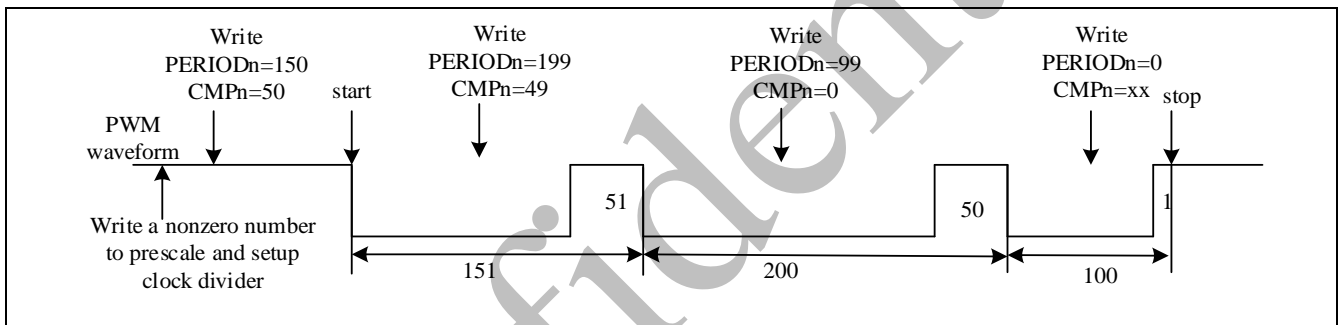 Write
PERIODn=150
CMPn=50
start
Write
PERIODn=199
CMPn=49
Write
PERIODn=99
CMPn=0
Write
PERIODn=0
CMPn=xx
stop
PWM
waveform
Write a nonzero number
to prescale and setup
clock divider
51
50
1
151
200
100